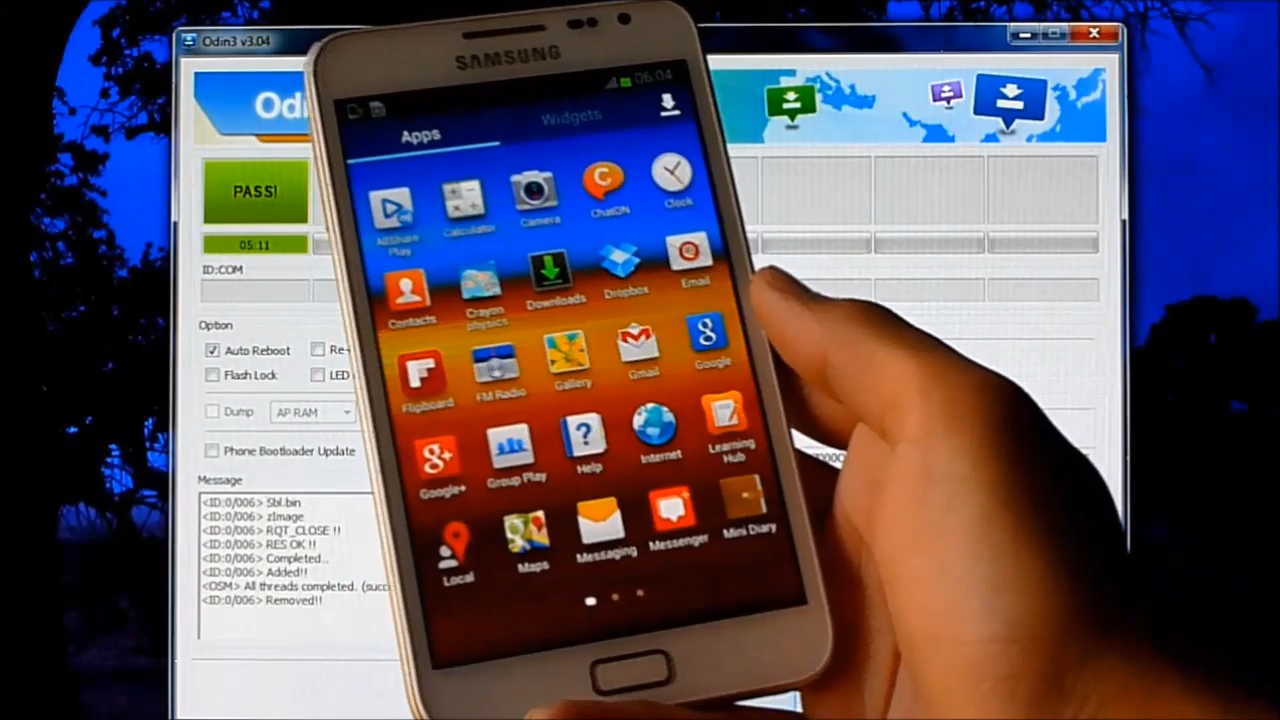 Odin3 v3.04
Odi
PASS!
05:11
ID:COM
Option
Auto Reboot
Re-
Flash Lock
LED
Dump
AP RAM
Phone Bootloader Update
Message
<ID:0/006> Sbl.bin
<ID:0/006> zImage
<ID:0/006> RQT_CLOSE !!
<ID:0/006> RES OK !!
<ID:0/006> Completed..
<ID:0/006> Added!!
<OSM> All threads completed. (succ
<ID:0/006> Removed!!
SAMSUNG
06:04
Apps
Widgets
AllShare Play
Calculator
Camera
ChatON
Clock
Contacts
Crayon physics
Downloads
Dropbox
Email
Flipboard
FM Radio
Gallery
Gmail
Google
Google+
Group Play
Help
Internet
Learning Hub
Local
Maps
Messaging
Messenger
Mini Diary